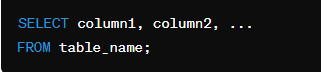 SELECT column1, column2, ...
FROM table_name;